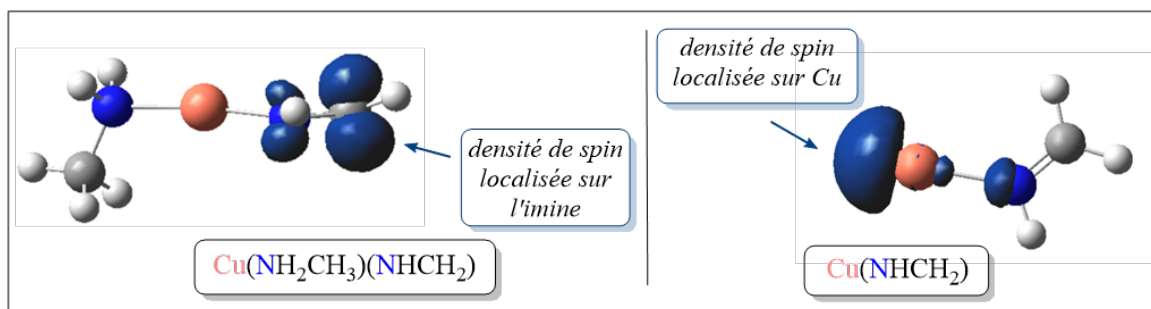 densité de spin
localisée sur
l'imine
Cu(NH₂CH₃)(NHCH₂)
densité de spin
localisée sur Cu
Cu(NHCH₂)